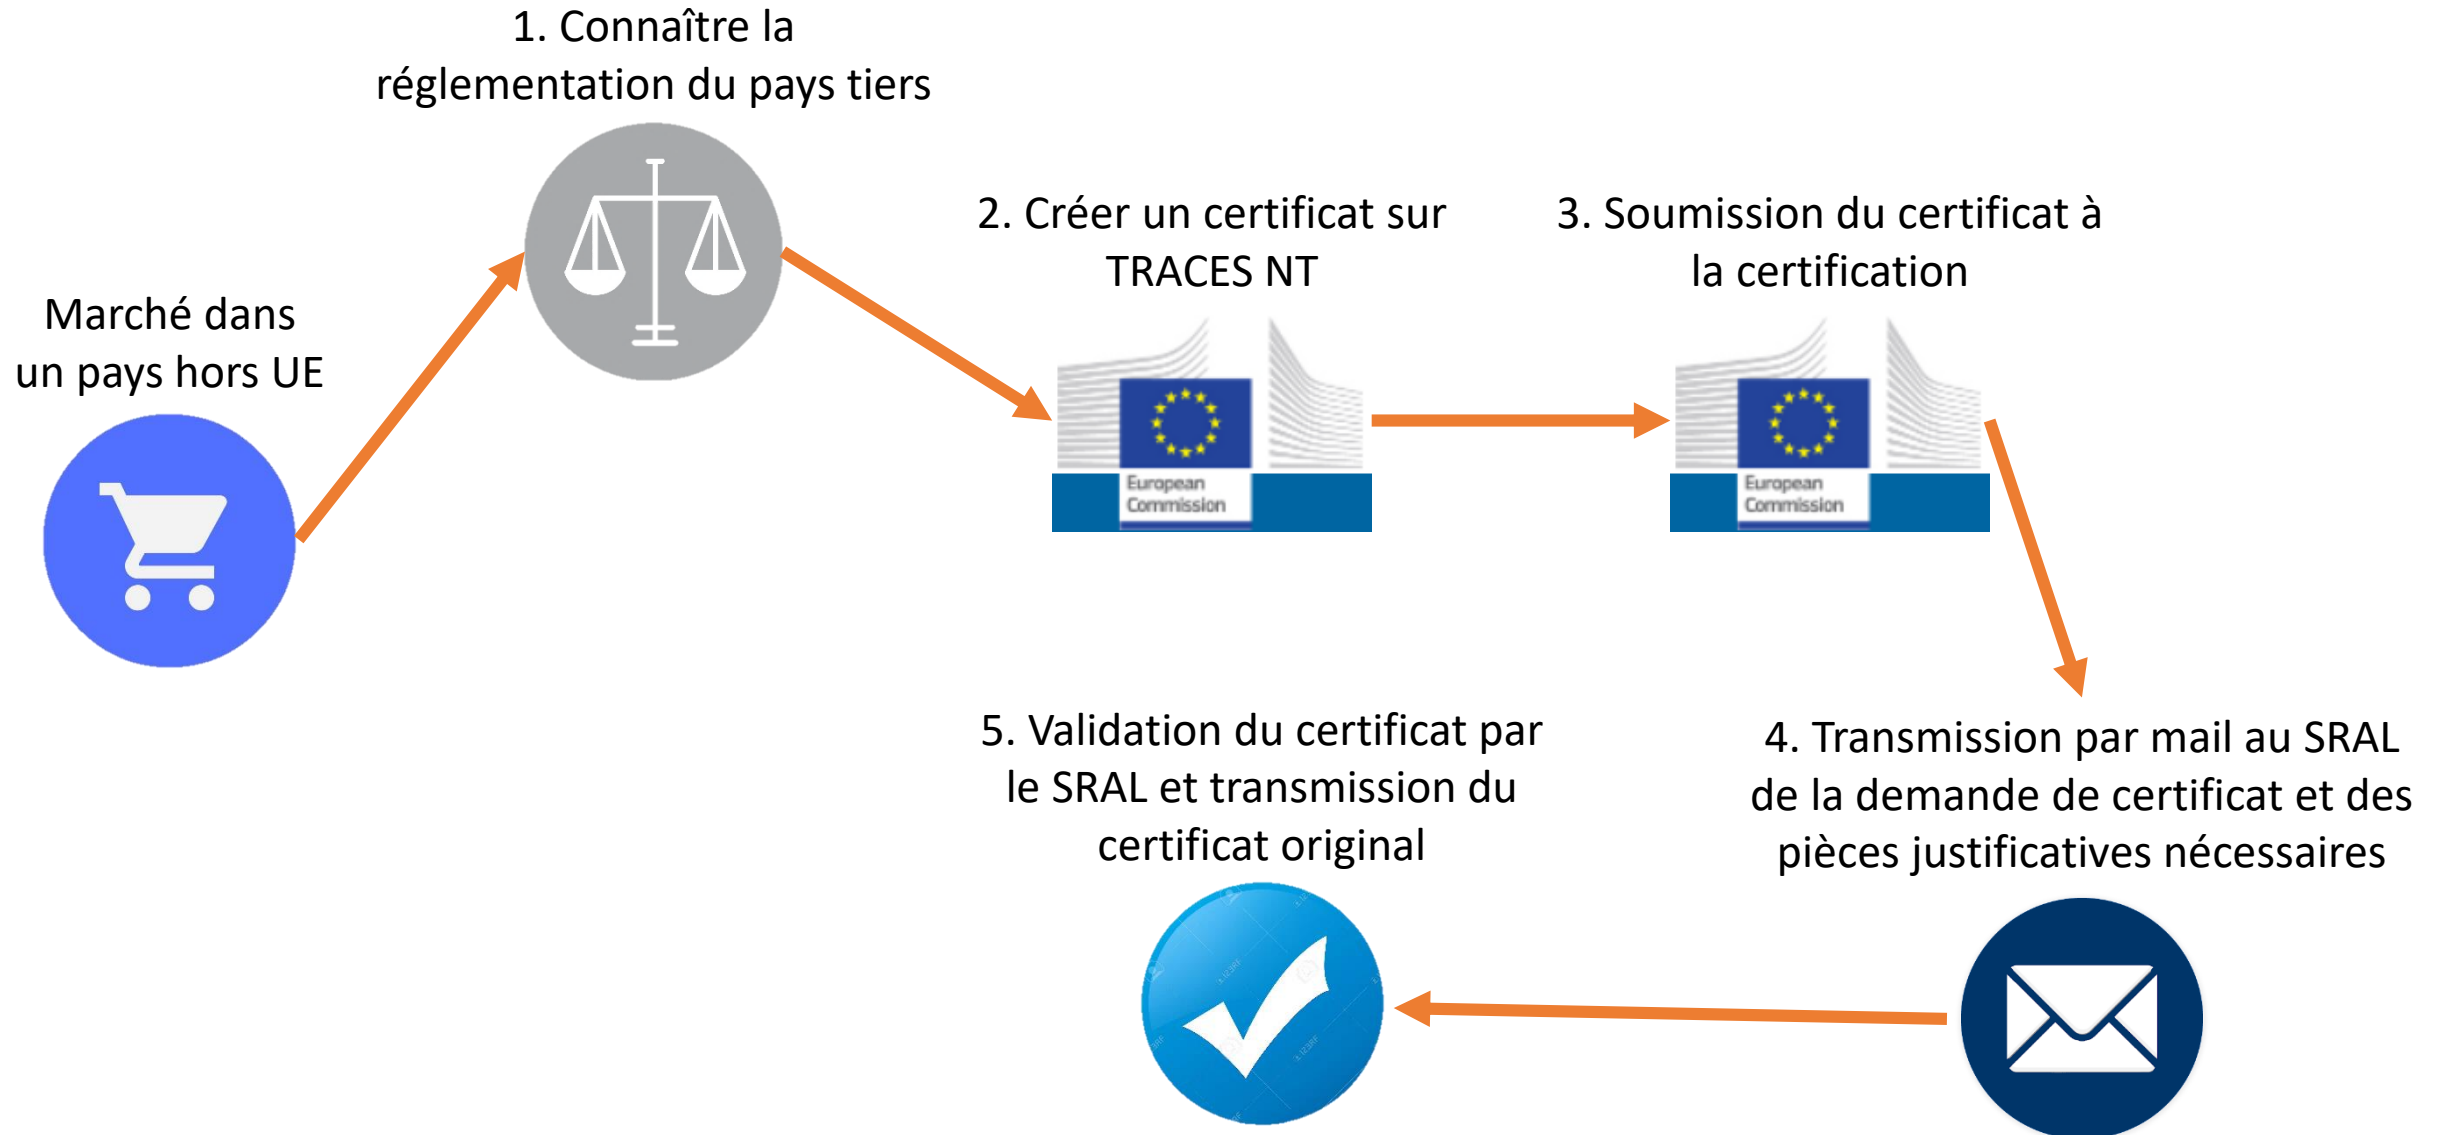 1. Connaître la
réglementation du pays tiers
2. Créer un certificat sur
TRACES NT
3. Soumission du certificat à
la certification
Marché dans
un pays hors UE
European
Commission
European
Commission
5. Validation du certificat par
le SRAL et transmission du
certificat original
4. Transmission par mail au SRAL
de la demande de certificat et des
pièces justificatives nécessaires